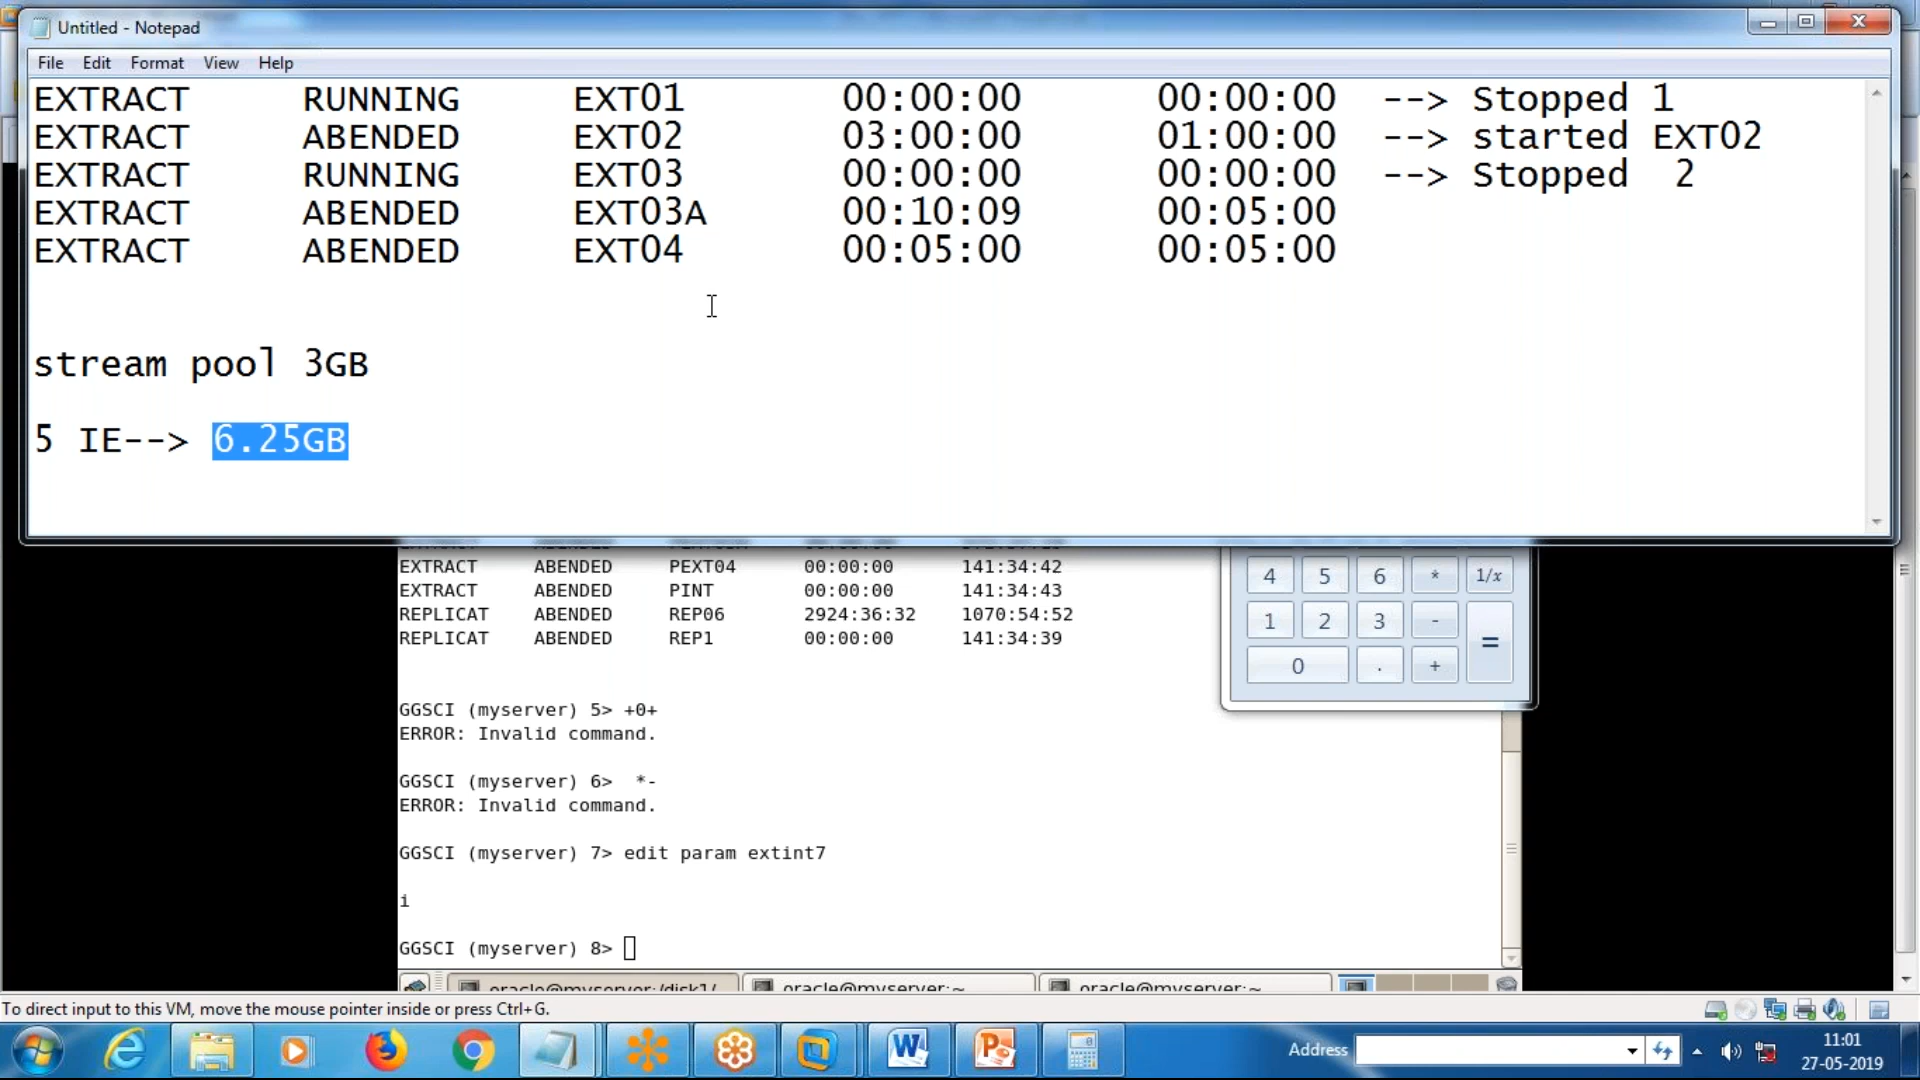 Untitled - Notepad
File Edit Format View Help
EXTRACT RUNNING EXT01 00:00:00 00:00:00 --> Stopped 1
EXTRACT ABENDED EXT02 03:00:00 01:00:00 --> started EXT02
EXTRACT RUNNING EXT03 00:00:00 00:00:00 --> Stopped 2
EXTRACT ABENDED EXT03A 00:10:09 00:05:00
EXTRACT ABENDED EXT04 00:05:00 00:05:00
stream pool 3GB
5 IE--> 6.25GB
EXTRACT ABENDED PEXT04 00:00:00 141:34:42
EXTRACT ABENDED PINT 00:00:00 141:34:43
REPLICAT ABENDED REP06 2924:36:32 1070:54:52
REPLICAT ABENDED REP1 00:00:00 141:34:39
GGSCI (myserver) 5> +0+
ERROR: Invalid command.
GGSCI (myserver) 6> *-
ERROR: Invalid command.
GGSCI (myserver) 7> edit param extint7
i
GGSCI (myserver) 8>
4 5 6 * 1/x
1 2 3 - =
0 . +
oracle@myserver:/disk1/ oracle@myserver:~ oracle@myserver:~
To direct input to this VM, move the mouse pointer inside or press Ctrl+G.
Address
11:01
27-05-2019